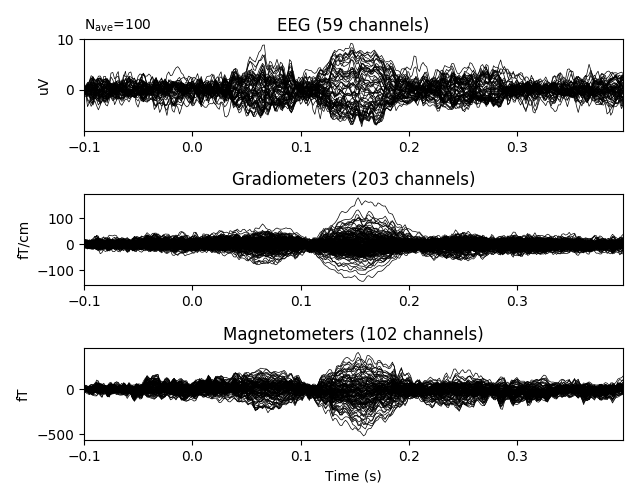 N_ave=100
EEG (59 channels)
10
0
uV
−0.1 0.0 0.1 0.2 0.3
Gradiometers (203 channels)
100
0
−100
fT/cm
−0.1 0.0 0.1 0.2 0.3
Magnetometers (102 channels)
0
−500
fT
−0.1 0.0 0.1 0.2 0.3
Time (s)